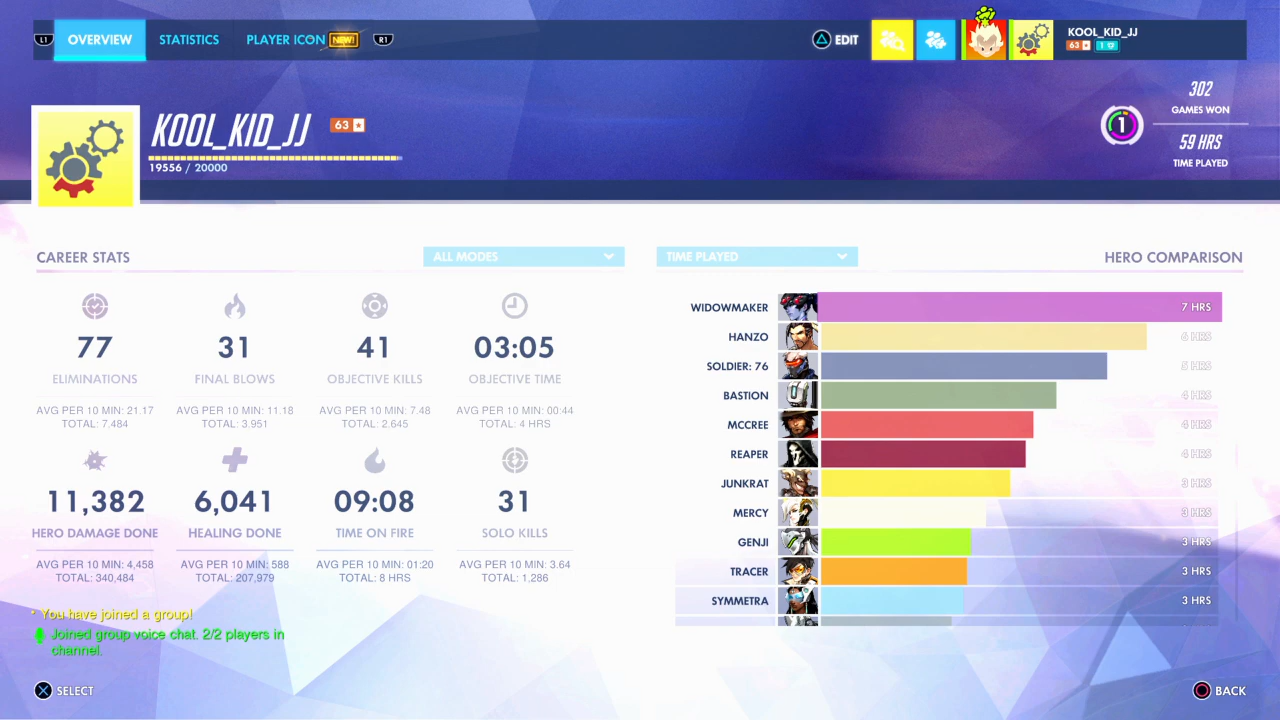 L1 OVERVIEW STATISTICS PLAYER ICON NEW! R1 EDIT KOOL_KID_JJ
63 1
KOOL_KID_JJ 63
19556 / 20000
1
302
GAMES WON
59 HRS
TIME PLAYED
CAREER STATS ALL MODES
77 31 41 03:05
ELIMINATIONS FINAL BLOWS OBJECTIVE KILLS OBJECTIVE TIME
AVG PER 10 MIN: 21.17 AVG PER 10 MIN: 11.18 AVG PER 10 MIN: 7.48 AVG PER 10 MIN: 00:44
TOTAL: 7.484 TOTAL: 3.951 TOTAL: 2.645 TOTAL: 4 HRS
11,382 6,041 09:08 31
HERO DAMAGE DONE HEALING DONE TIME ON FIRE SOLO KILLS
AVG PER 10 MIN: 4,458 AVG PER 10 MIN: 588 AVG PER 10 MIN: 01:20 AVG PER 10 MIN: 3.64
TOTAL: 340,484 TOTAL: 207,979 TOTAL: 8 HRS TOTAL: 1,286
TIME PLAYED HERO COMPARISON
WIDOWMAKER 7 HRS
HANZO 6 HRS
SOLDIER: 76 5 HRS
BASTION 4 HRS
MCCREE 4 HRS
REAPER 4 HRS
JUNKRAT 3 HRS
MERCY 3 HRS
GENJI 3 HRS
TRACER 3 HRS
SYMMETRA 3 HRS
* You have joined a group!
Joined group voice chat. 2/2 players in
channel.
SELECT BACK